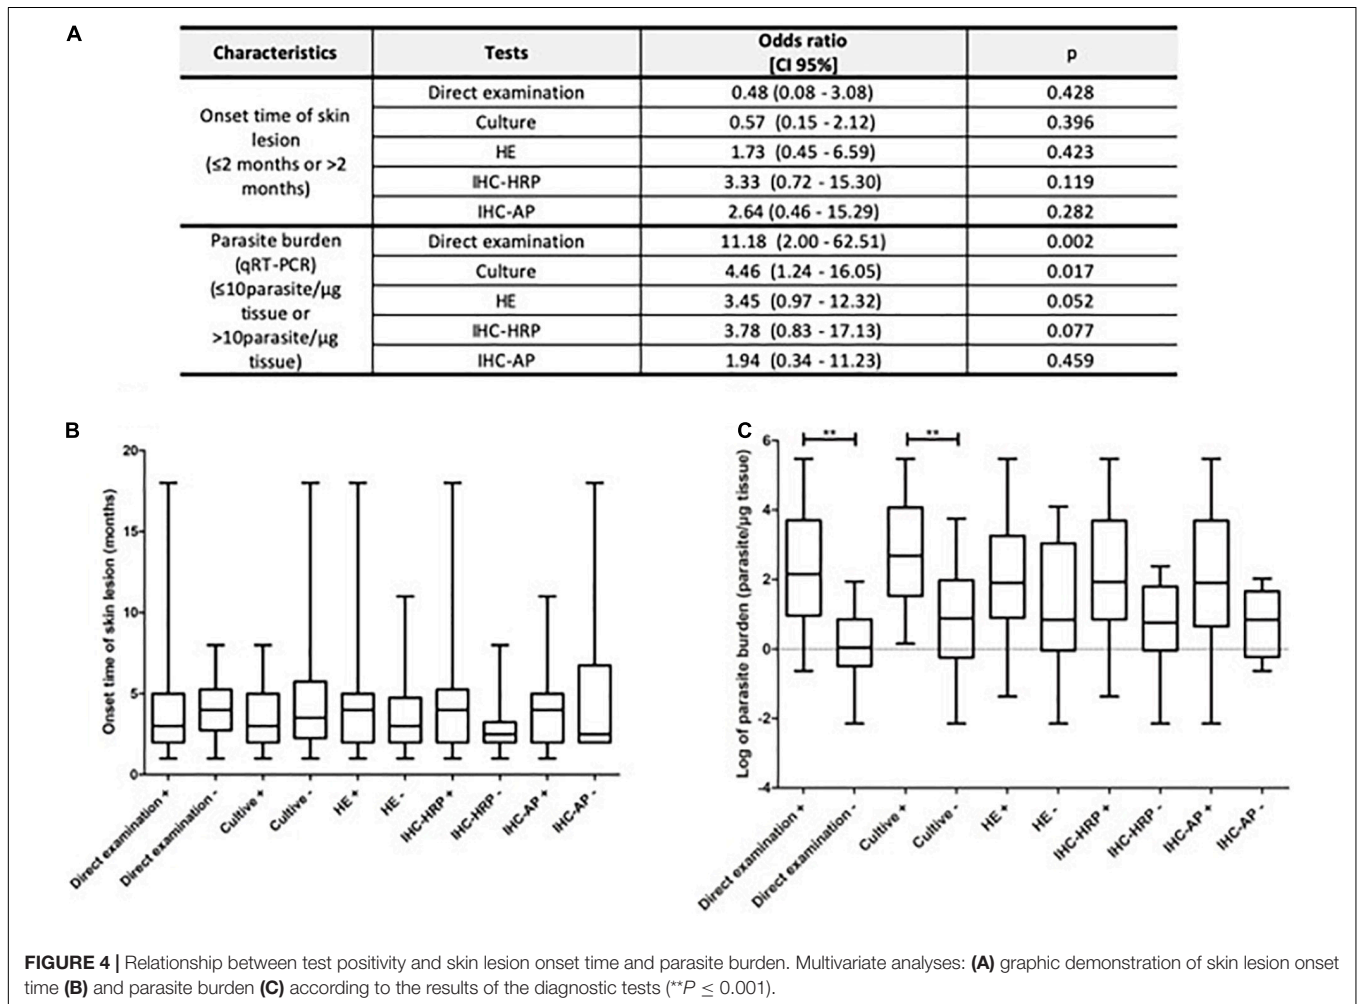 A
Characteristics Tests Odds ratio [CI 95%] p
Onset time of skin lesion (≤2 months or >2 months)
Direct examination 0.48 (0.08 - 3.08) 0.428
Culture 0.57 (0.15 - 2.12) 0.396
HE 1.73 (0.45 - 6.59) 0.423
IHC-HRP 3.33 (0.72 - 15.30) 0.119
IHC-AP 2.64 (0.46 - 15.29) 0.282
Parasite burden (qRT-PCR) (≤10parasite/µg tissue or >10parasite/µg tissue)
Direct examination 11.18 (2.00 - 62.51) 0.002
Culture 4.46 (1.24 - 16.05) 0.017
HE 3.45 (0.97 - 12.32) 0.052
IHC-HRP 3.78 (0.83 - 17.13) 0.077
IHC-AP 1.94 (0.34 - 11.23) 0.459
B
Onset time of skin lesion (months)
20
15
10
5
0
Direct examination +
Direct examination -
Cultive +
Cultive -
HE +
HE -
IHC-HRP +
IHC-HRP -
IHC-AP +
IHC-AP -
C
Log of parasite burden (parasite/µg tissue)
6
4
2
0
-2
-4
**
**
Direct examination +
Direct examination -
Cultive +
Cultive -
HE +
HE -
IHC-HRP +
IHC-HRP -
IHC-AP +
IHC-AP -
FIGURE 4 | Relationship between test positivity and skin lesion onset time and parasite burden. Multivariate analyses: (A) graphic demonstration of skin lesion onset
time (B) and parasite burden (C) according to the results of the diagnostic tests (**P ≤ 0.001).